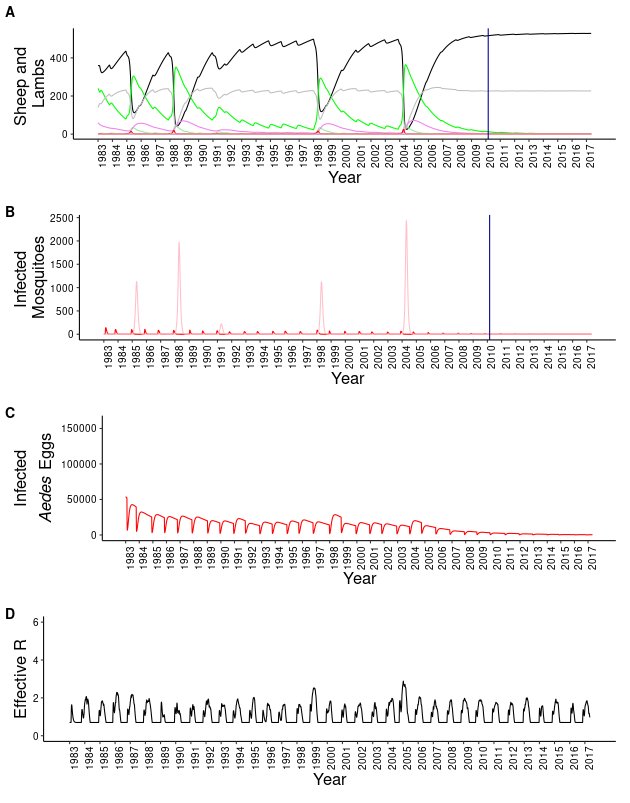 A
Sheep and
Lambs
400
200
0
1983 1984 1985 1986 1987 1988 1989 1990 1991 1992 1993 1994 1995 1996 1997 1998 1999 2000 2001 2002 2003 2004 2005 2006 2007 2008 2009 2010 2011 2012 2013 2014 2015 2016 2017
Year
B
Infected
Mosquitoes
2500
2000
1500
1000
500
0
1983 1984 1985 1986 1987 1988 1989 1990 1991 1992 1993 1994 1995 1996 1997 1998 1999 2000 2001 2002 2003 2004 2005 2006 2007 2008 2009 2010 2011 2012 2013 2014 2015 2016 2017
Year
C
Infected
Aedes Eggs
150000
100000
50000
0
1983 1984 1985 1986 1987 1988 1989 1990 1991 1992 1993 1994 1995 1996 1997 1998 1999 2000 2001 2002 2003 2004 2005 2006 2007 2008 2009 2010 2011 2012 2013 2014 2015 2016 2017
Year
D
Effective R
6
4
2
0
1983 1984 1985 1986 1987 1988 1989 1990 1991 1992 1993 1994 1995 1996 1997 1998 1999 2000 2001 2002 2003 2004 2005 2006 2007 2008 2009 2010 2011 2012 2013 2014 2015 2016 2017
Year